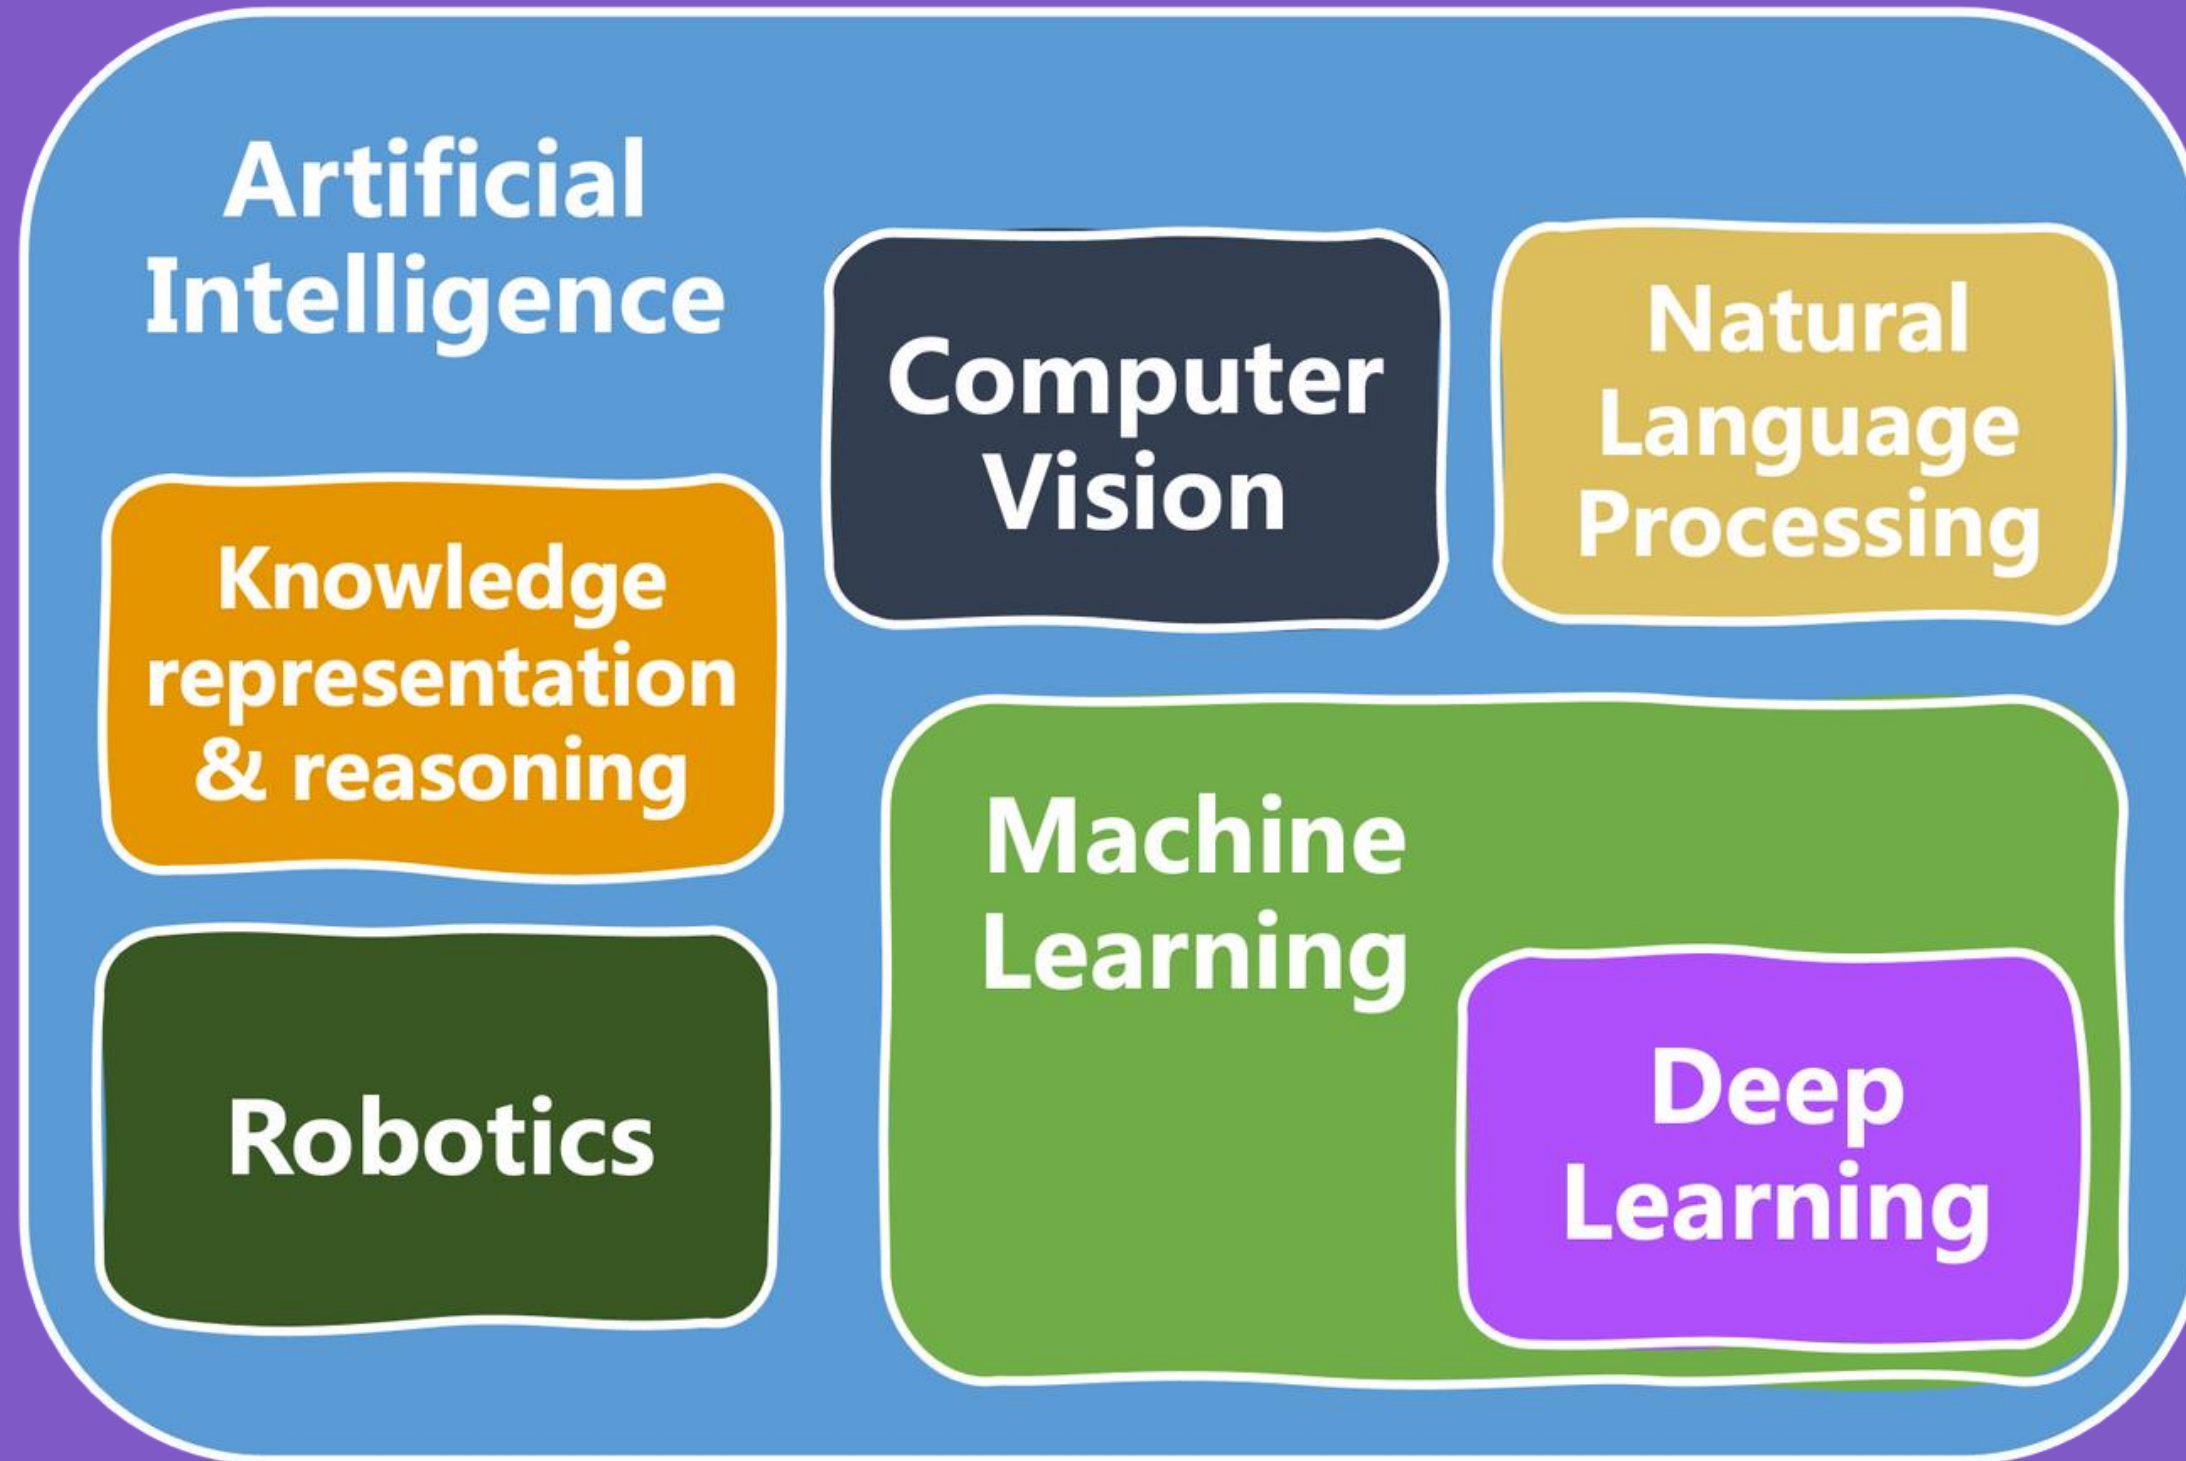 Artificial
Intelligence
Computer
Vision
Natural
Language
Processing
Knowledge
representation
& reasoning
Machine
Learning
Robotics
Deep
Learning